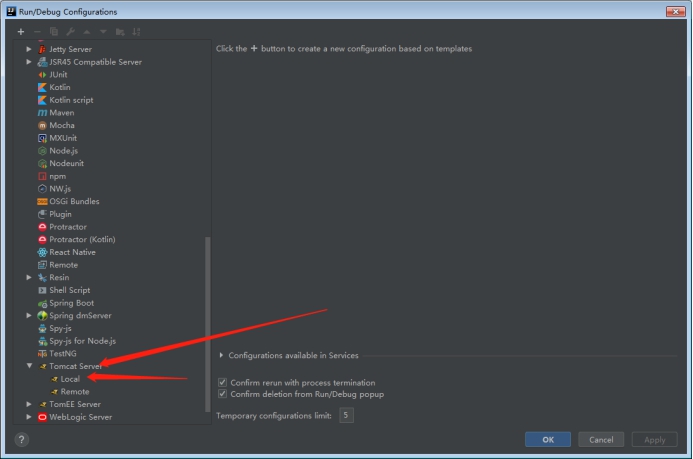 Run/Debug Configurations
Jetty Server
JSR45 Compatible Server
JUnit
Kotlin
Kotlin script
Maven
Mocha
MXUnit
Node.js
Nodeunit
npm
NW.js
OSGi Bundles
Plugin
Protractor
Protractor (Kotlin)
React Native
Remote
Resin
Shell Script
Spring Boot
Spring dmServer
Spy-js
Spy-js for Node.js
TestNG
Tomcat Server
Local
Remote
TomEE Server
WebLogic Server
Click the + button to create a new configuration based on templates
Configurations available in Services
Confirm rerun with process termination
Confirm deletion from Run/Debug popup
Temporary configurations limit: 5
?
OK Cancel Apply